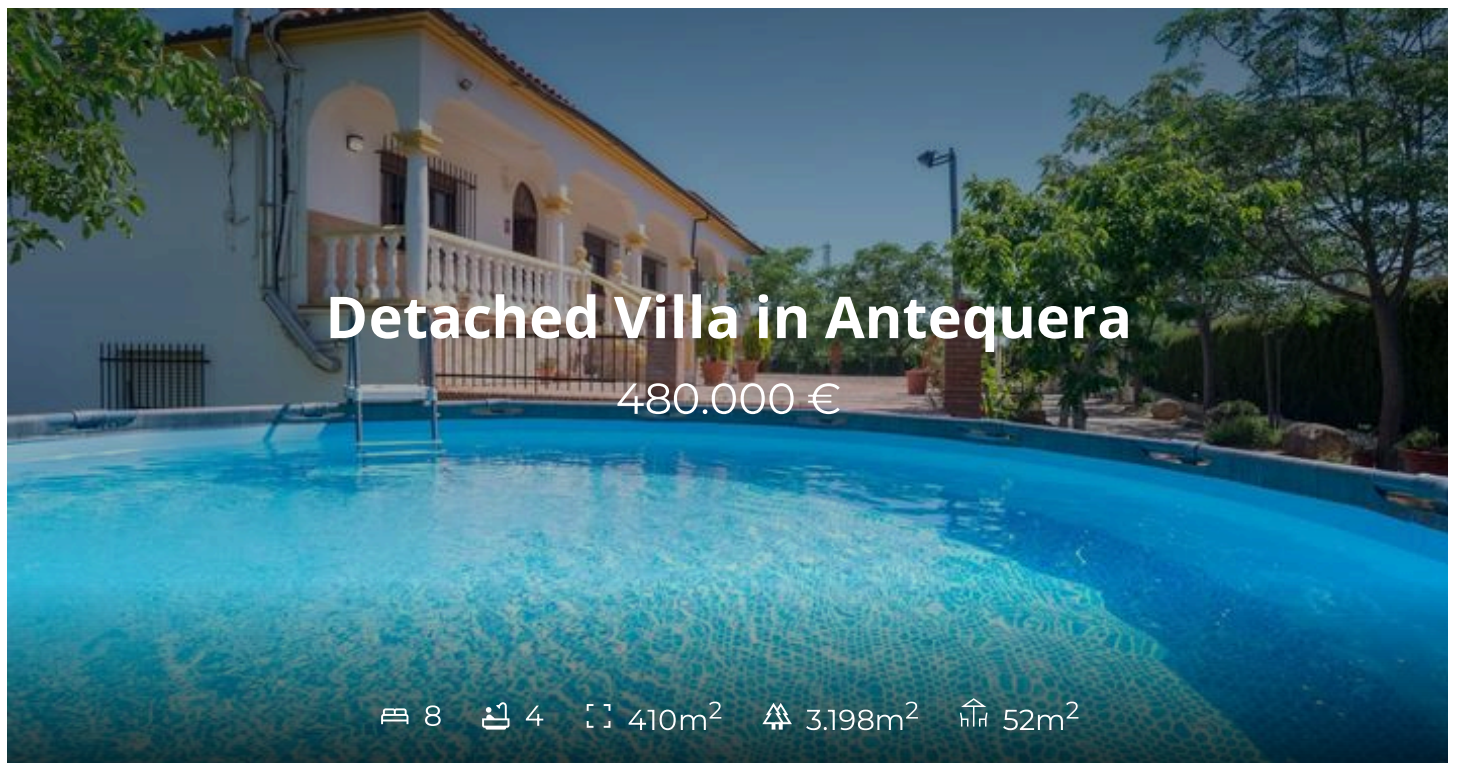 Detached Villa in Antequera
480.000 €
8 4 410m² 3.198m² 52m²